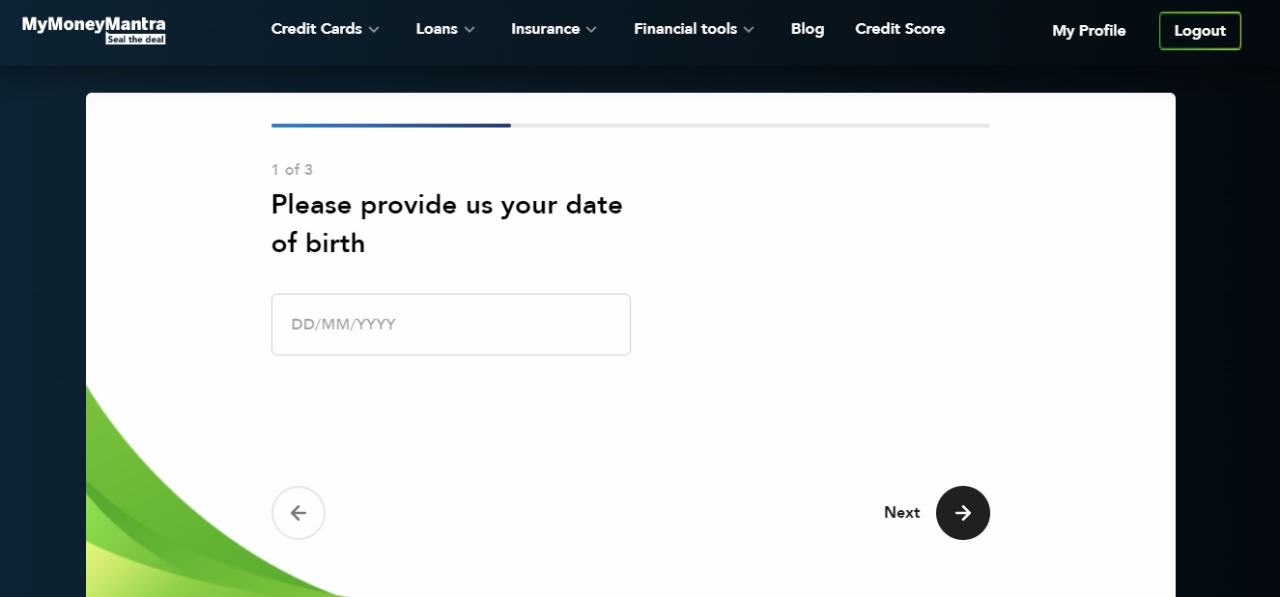 MyMoneyMantra
Seal the deal
Credit Cards
Loans
Insurance
Financial tools
Blog
Credit Score
My Profile
Logout
1 of 3
Please provide us your date
of birth
DD/MM/YYYY
Next